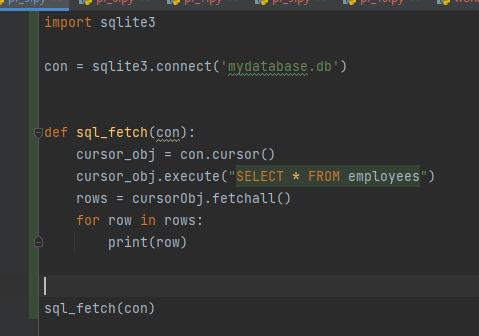 import sqlite3
con = sqlite3.connect('mydatabase.db')
def sql_fetch(con):
    cursor_obj = con.cursor()
    cursor_obj.execute("SELECT * FROM employees")
    rows = cursorObj.fetchall()
    for row in rows:
        print(row)
sql_fetch(con)